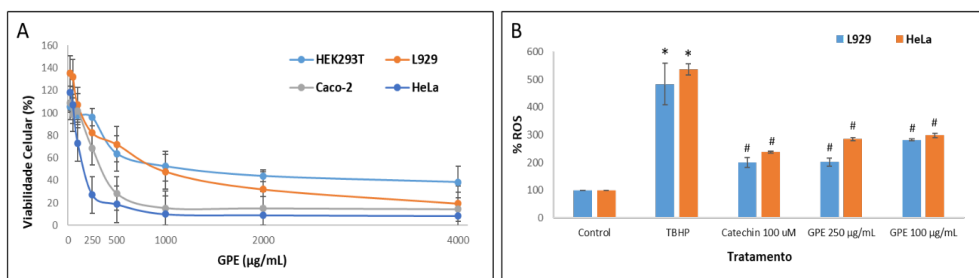 A
160
140
120
100
80
60
40
20
0
Viabilidade Celular (%)
HEK293T
L929
Caco-2
HeLa
0
250
500
1000
2000
4000
GPE (µg/mL)
B
L929
HeLa
600
500
400
300
200
100
0
% ROS
* *
# #
# #
# #
Control
TBHP
Catechin 100 uM
GPE 250 µg/mL
GPE 100 µg/mL
Tratamento